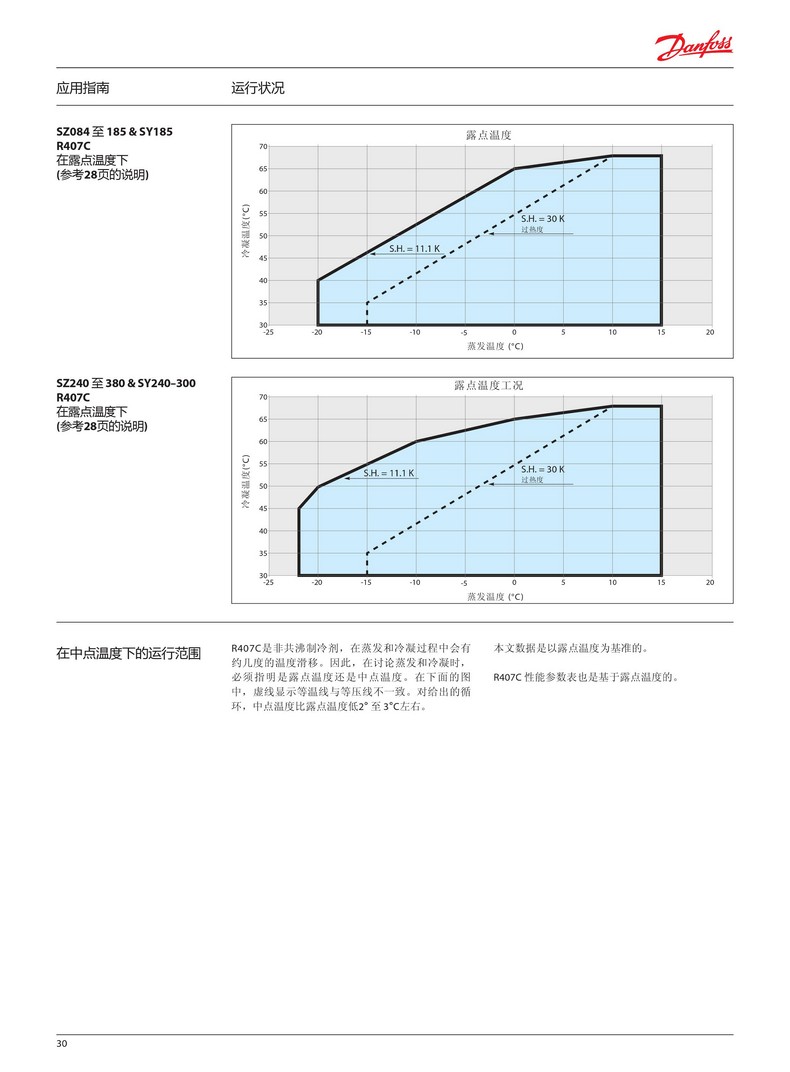 Danfoss
应用指南
运行状况
SZ084 至 185 & SY185
R407C
在露点温度下
(参考28页的说明)
露点温度
冷凝温度(°C)
70
65
60
55
50
45
40
35
30
S.H. = 11.1 K
S.H. = 30 K
过热度
-25 -20 -15 -10 -5 0 5 10 15 20
蒸发温度 (°C)
SZ240 至 380 & SY240–300
R407C
在露点温度下
(参考28页的说明)
露点温度工况
冷凝温度(°C)
70
65
60
55
50
45
40
35
30
S.H. = 11.1 K
S.H. = 30 K
过热度
-25 -20 -15 -10 -5 0 5 10 15 20
蒸发温度 (°C)
在中点温度下的运行范围
R407C是非共沸制冷剂，在蒸发和冷凝过程中会有
约几度的温度滑移。因此，在讨论蒸发和冷凝时，
必须指明是露点温度还是中点温度。在下面的图
中，虚线显示等温线与等压线不一致。对给出的循
环，中点温度比露点温度低2° 至 3°C左右。
本文数据是以露点温度为基准的。
R407C 性能参数表也是基于露点温度的。
30